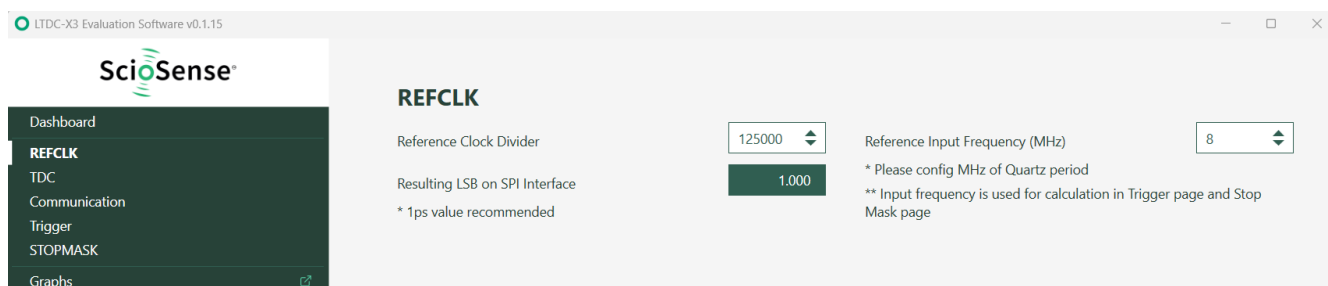 LTDC-X3 Evaluation Software v0.1.15
ScioSense
Dashboard
REFCLK
TDC
Communication
Trigger
STOPMASK
Graphs
REFCLK
Reference Clock Divider
125000
Resulting LSB on SPI Interface
1.000
* 1ps value recommended
Reference Input Frequency (MHz)
8
* Please config MHz of Quartz period
** Input frequency is used for calculation in Trigger page and Stop
Mask page